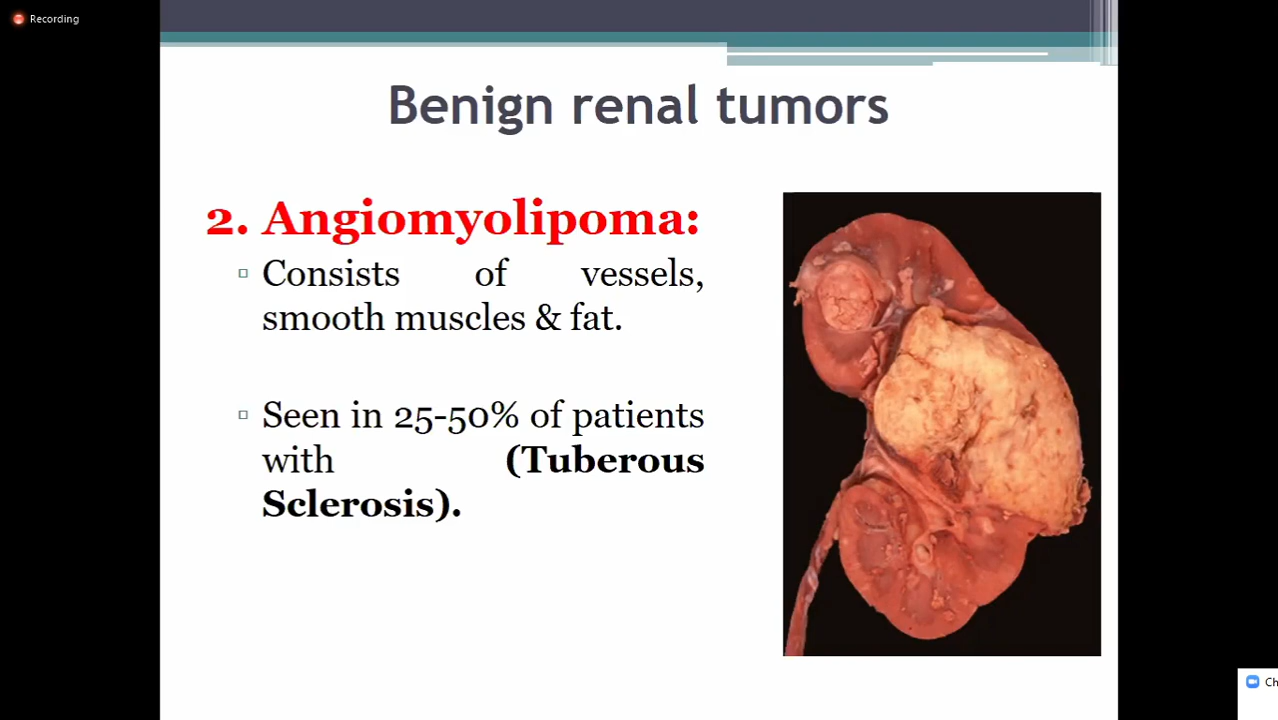 Recording
Benign renal tumors
2. Angiomyolipoma:
Consists of vessels,
smooth muscles & fat.
Seen in 25-50% of patients
with (Tuberous
Sclerosis).